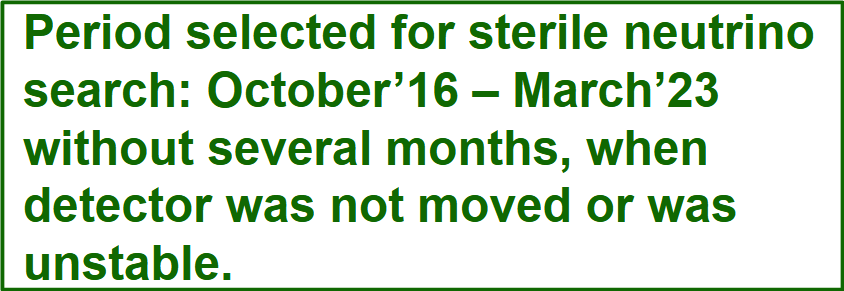 Period selected for sterile neutrino
search: October’16 – March’23
without several months, when
detector was not moved or was
unstable.